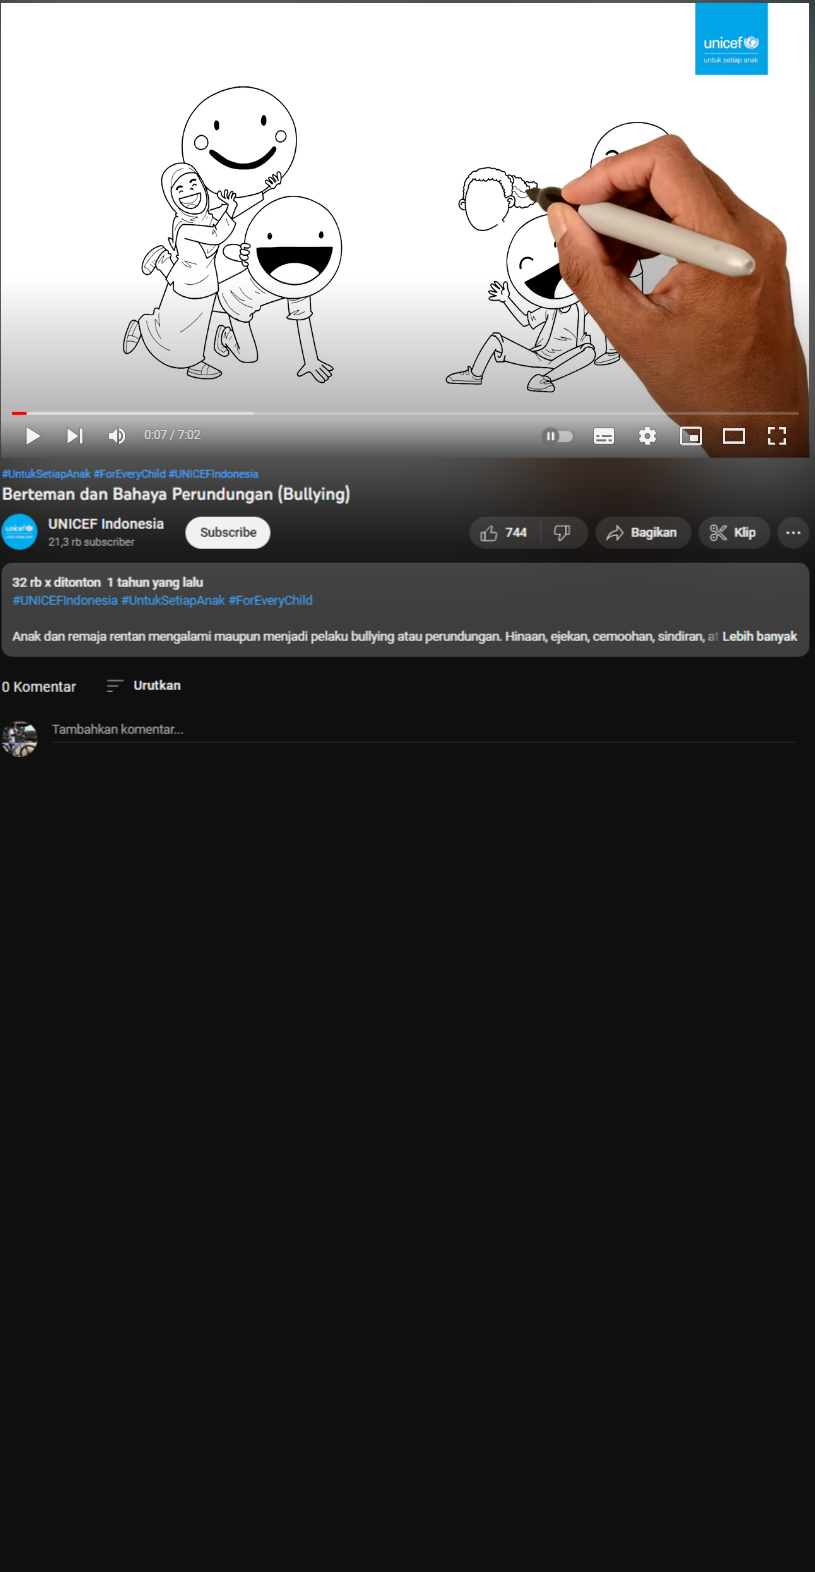 unicef
untuk setiap anak
0:07 / 7:02
#UntukSetiapAnak #ForEveryChild #UNICEFIndonesia
Berteman dan Bahaya Perundungan (Bullying)
unicef
UNICEF Indonesia
21,3 rb subscriber
Subscribe
744
Bagikan
Klip
32 rb x ditonton 1 tahun yang lalu
#UNICEFIndonesia #UntukSetiapAnak #ForEveryChild
Anak dan remaja rentan mengalami maupun menjadi pelaku bullying atau perundungan. Hinaan, ejekan, cemoohan, sindiran, Lebih banyak
0 Komentar
Urutkan
Tambahkan komentar...